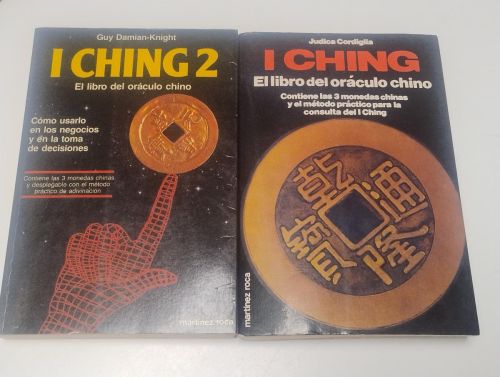 Guy Damian-Knight
I CHING 2
El libro del oráculo chino
Cómo usarlo
en los negocios
y en la toma
de decisiones
Contiene las 3 monedas chinas
y desplegable con el método
práctico de adivinación
martínez roca
Judica Cordiglia
I CHING
El libro del oráculo chino
Contiene las 3 monedas chinas
y el método práctico para la
consulta del I Ching
martínez roca